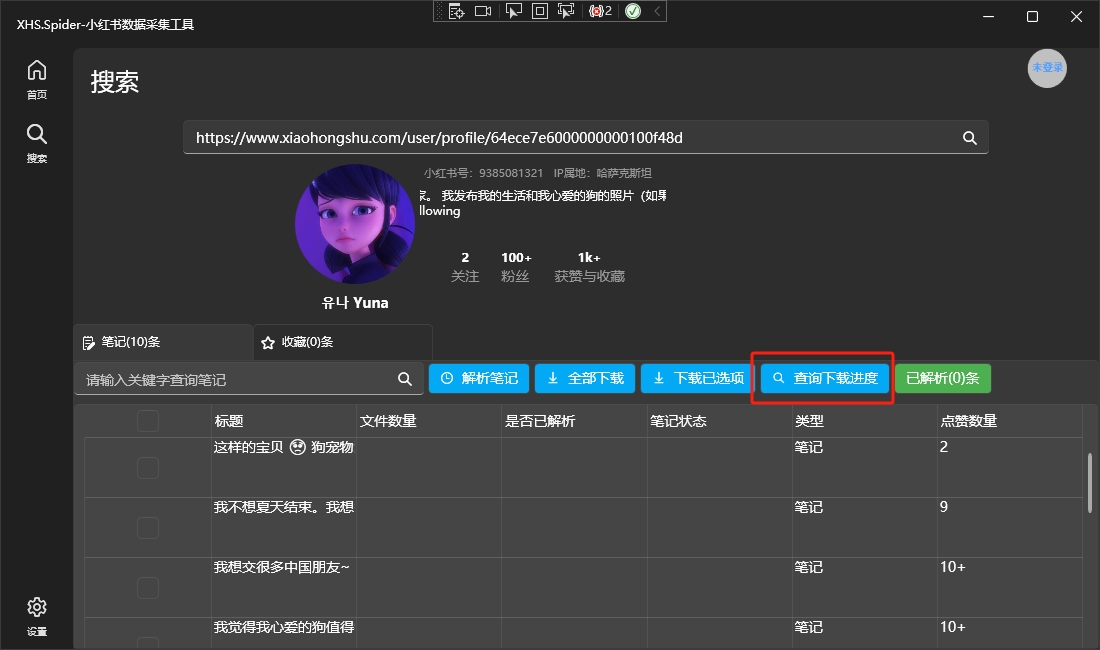 XHS.Spider-小红书数据采集工具
2
首页
搜索
设置
搜索
未登录
https://www.xiaohongshu.com/user/profile/64ece7e6000000000100f48d
小红书号：9385081321 IP属地：哈萨克斯坦
家。 我发布我的生活和我心爱的狗的照片（如果
llowing
2 100+ 1k+
关注 粉丝 获赞与收藏
유나 Yuna
笔记(10)条 收藏(0)条
请输入关键字查询笔记 解析笔记 全部下载 下载已选项 查询下载进度 已解析(0)条
标题 文件数量 是否已解析 笔记状态 类型 点赞数量
这样的宝贝 🥺 狗宠物 笔记 2
我不想夏天结束。我想 笔记 9
我想交很多中国朋友~ 笔记 10+
我觉得我心爱的狗值得 笔记 10+